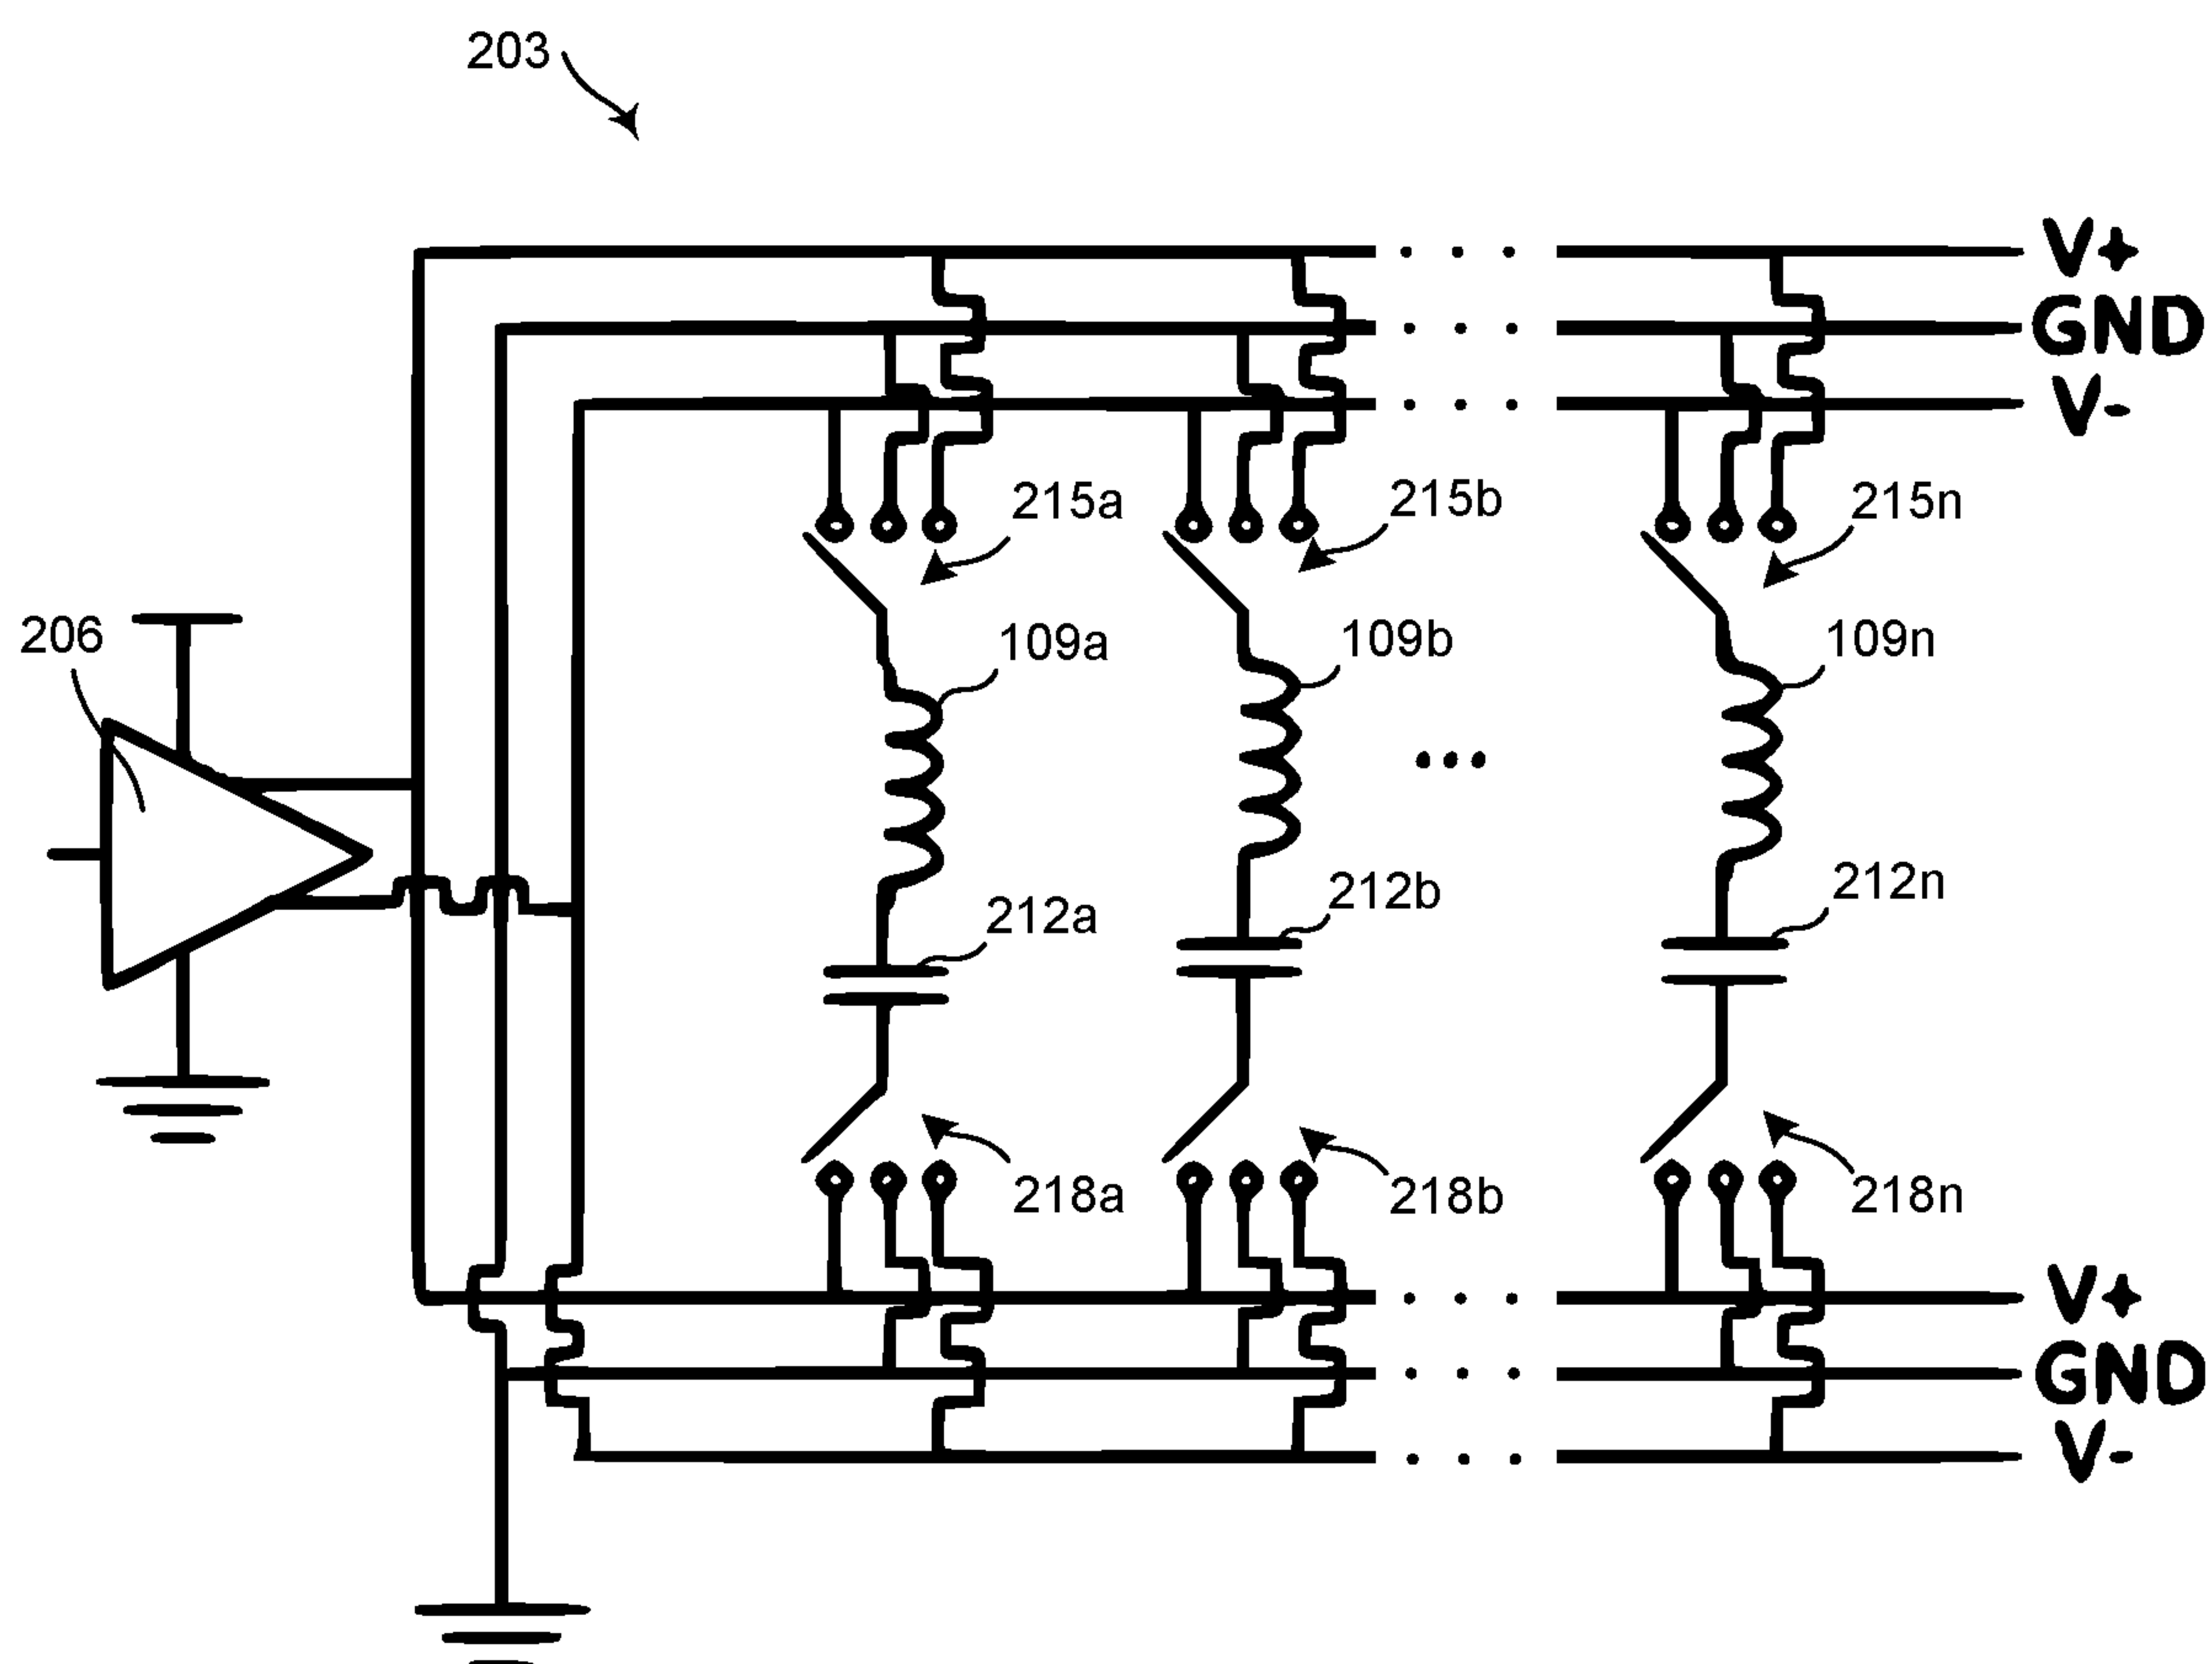 203
V+
GND
V-
215a
215b
215n
206
109a
109b
109n
212a
212b
212n
218a
218b
218n
V+
GND
V-